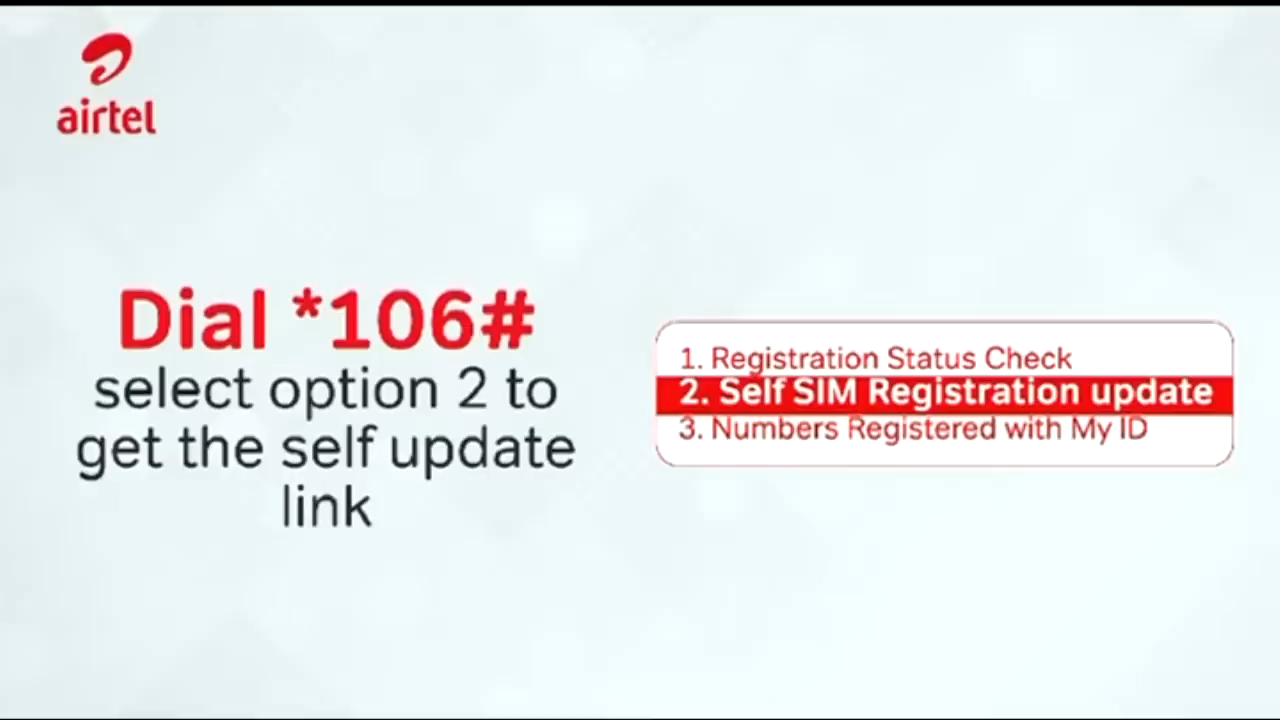 airtel
Dial *106#
select option 2 to
get the self update
link
1. Registration Status Check
2. Self SIM Registration update
3. Numbers Registered with My ID